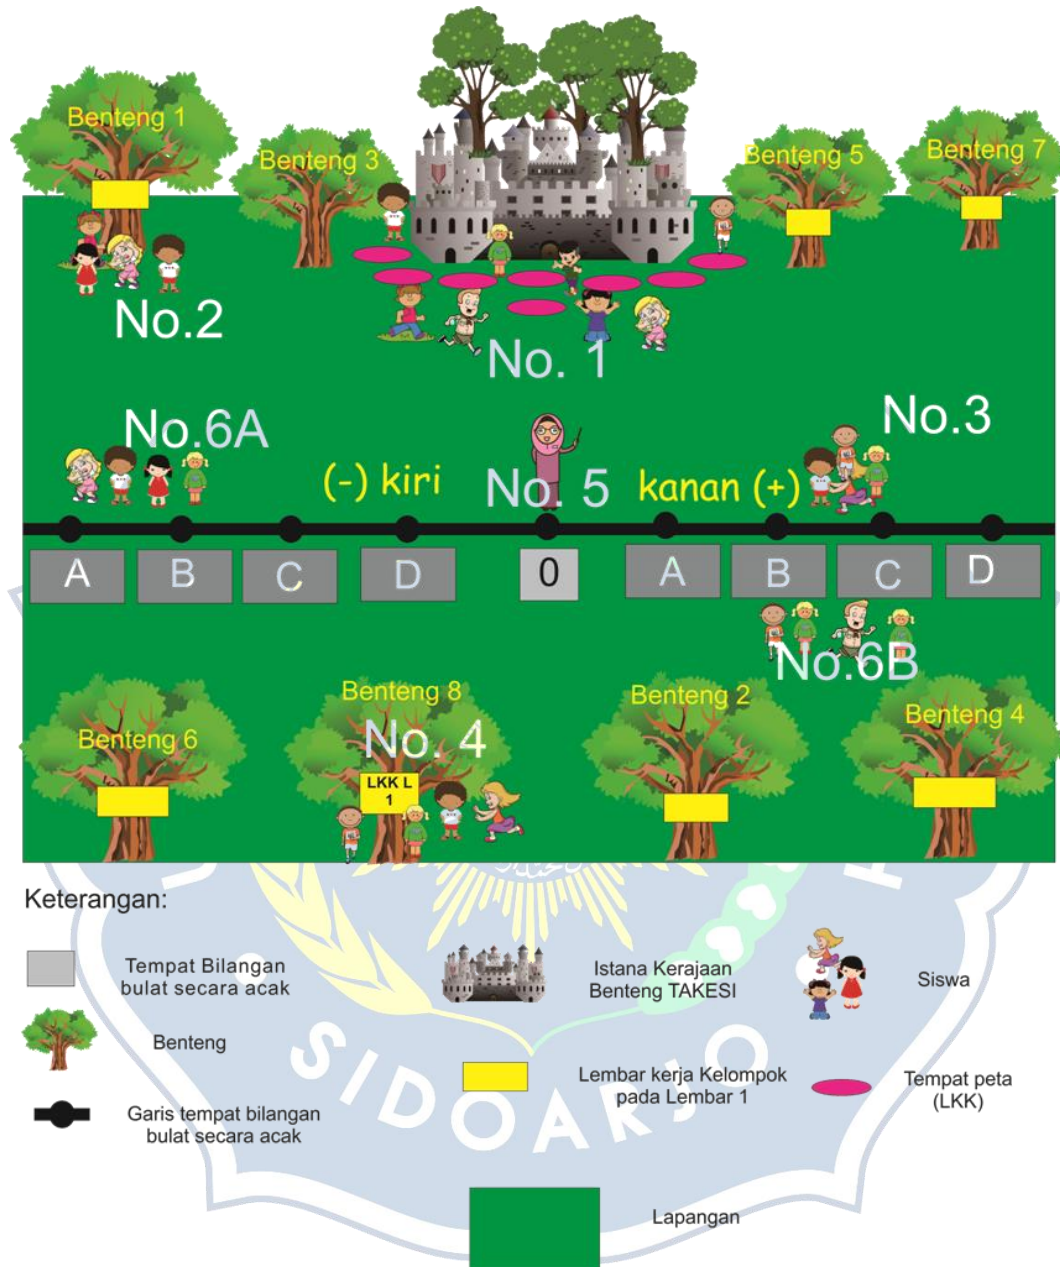 Benteng 1
Benteng 3
Benteng 5
Benteng 7
No.2
No. 1
No.6A
No.3
(-) kiri
No. 5
kanan (+)
A
B
C
D
0
A
B
C
D
No.6B
Benteng 6
Benteng 8
No. 4
LKK L
1
Benteng 2
Benteng 4
Keterangan:
Tempat Bilangan
bulat secara acak
Istana Kerajaan
Benteng TAKESI
Siswa
Benteng
Lembar kerja Kelompok
pada Lembar 1
Tempat peta
(LKK)
Garis tempat bilangan
bulat secara acak
SIDOARJO
Lapangan